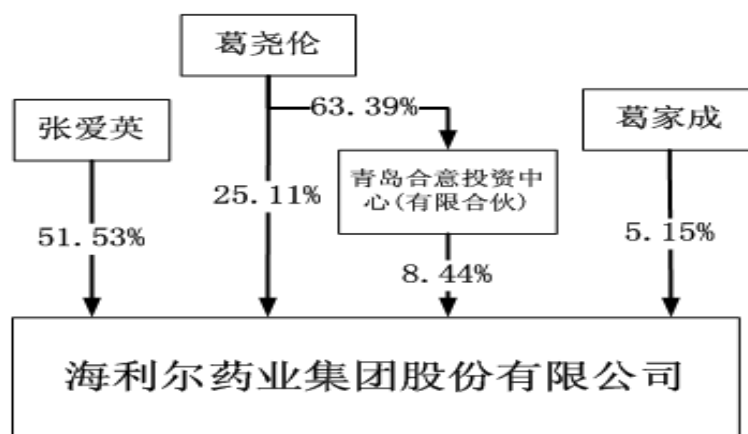 葛尧伦
张爱英
63.39%
葛家成
25.11%
青岛合意投资中
心(有限合伙)
51.53%
5.15%
8.44%
海利尔药业集团股份有限公司